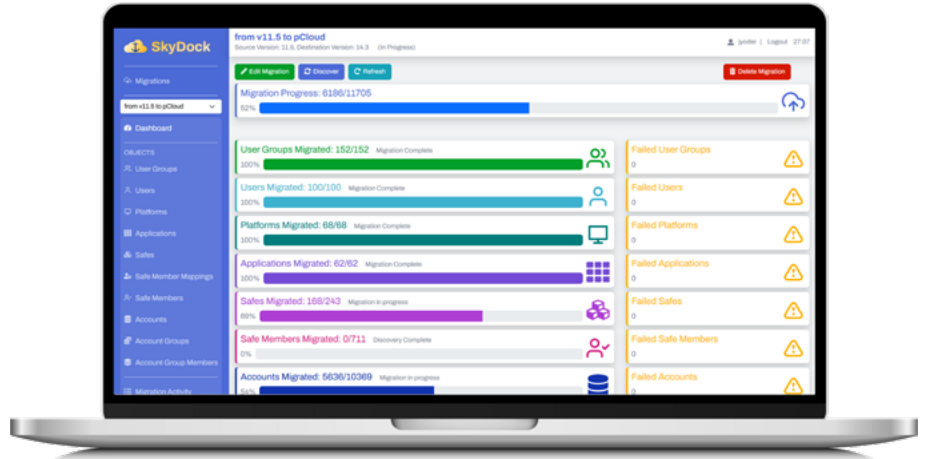 SkyDock
Migrations
from v11.5 to pCloud
Dashboard
OBJECTS
User Groups
Users
Platforms
Applications
Safes
Safe Member Mappings
Safe Members
Accounts
Account Groups
Account Group Members
Migration Activity
from v11.5 to pCloud
Source Version: 11.5, Destination Version: 14.3 (In Progress)
jyoder | Logout 27:07
Edit Migration Discover Refresh Delete Migration
Migration Progress: 6186/11705
52%
User Groups Migrated: 152/152 Migration Complete
100%
Failed User Groups
0
Users Migrated: 100/100 Migration Complete
100%
Failed Users
0
Platforms Migrated: 68/68 Migration Complete
100%
Failed Platforms
0
Applications Migrated: 62/62 Migration Complete
100%
Failed Applications
0
Safes Migrated: 168/243 Migration in progress
69%
Failed Safes
0
Safe Members Migrated: 0/711 Discovery Complete
0%
Failed Safe Members
0
Accounts Migrated: 5636/10369 Migration in progress
54%
Failed Accounts
0